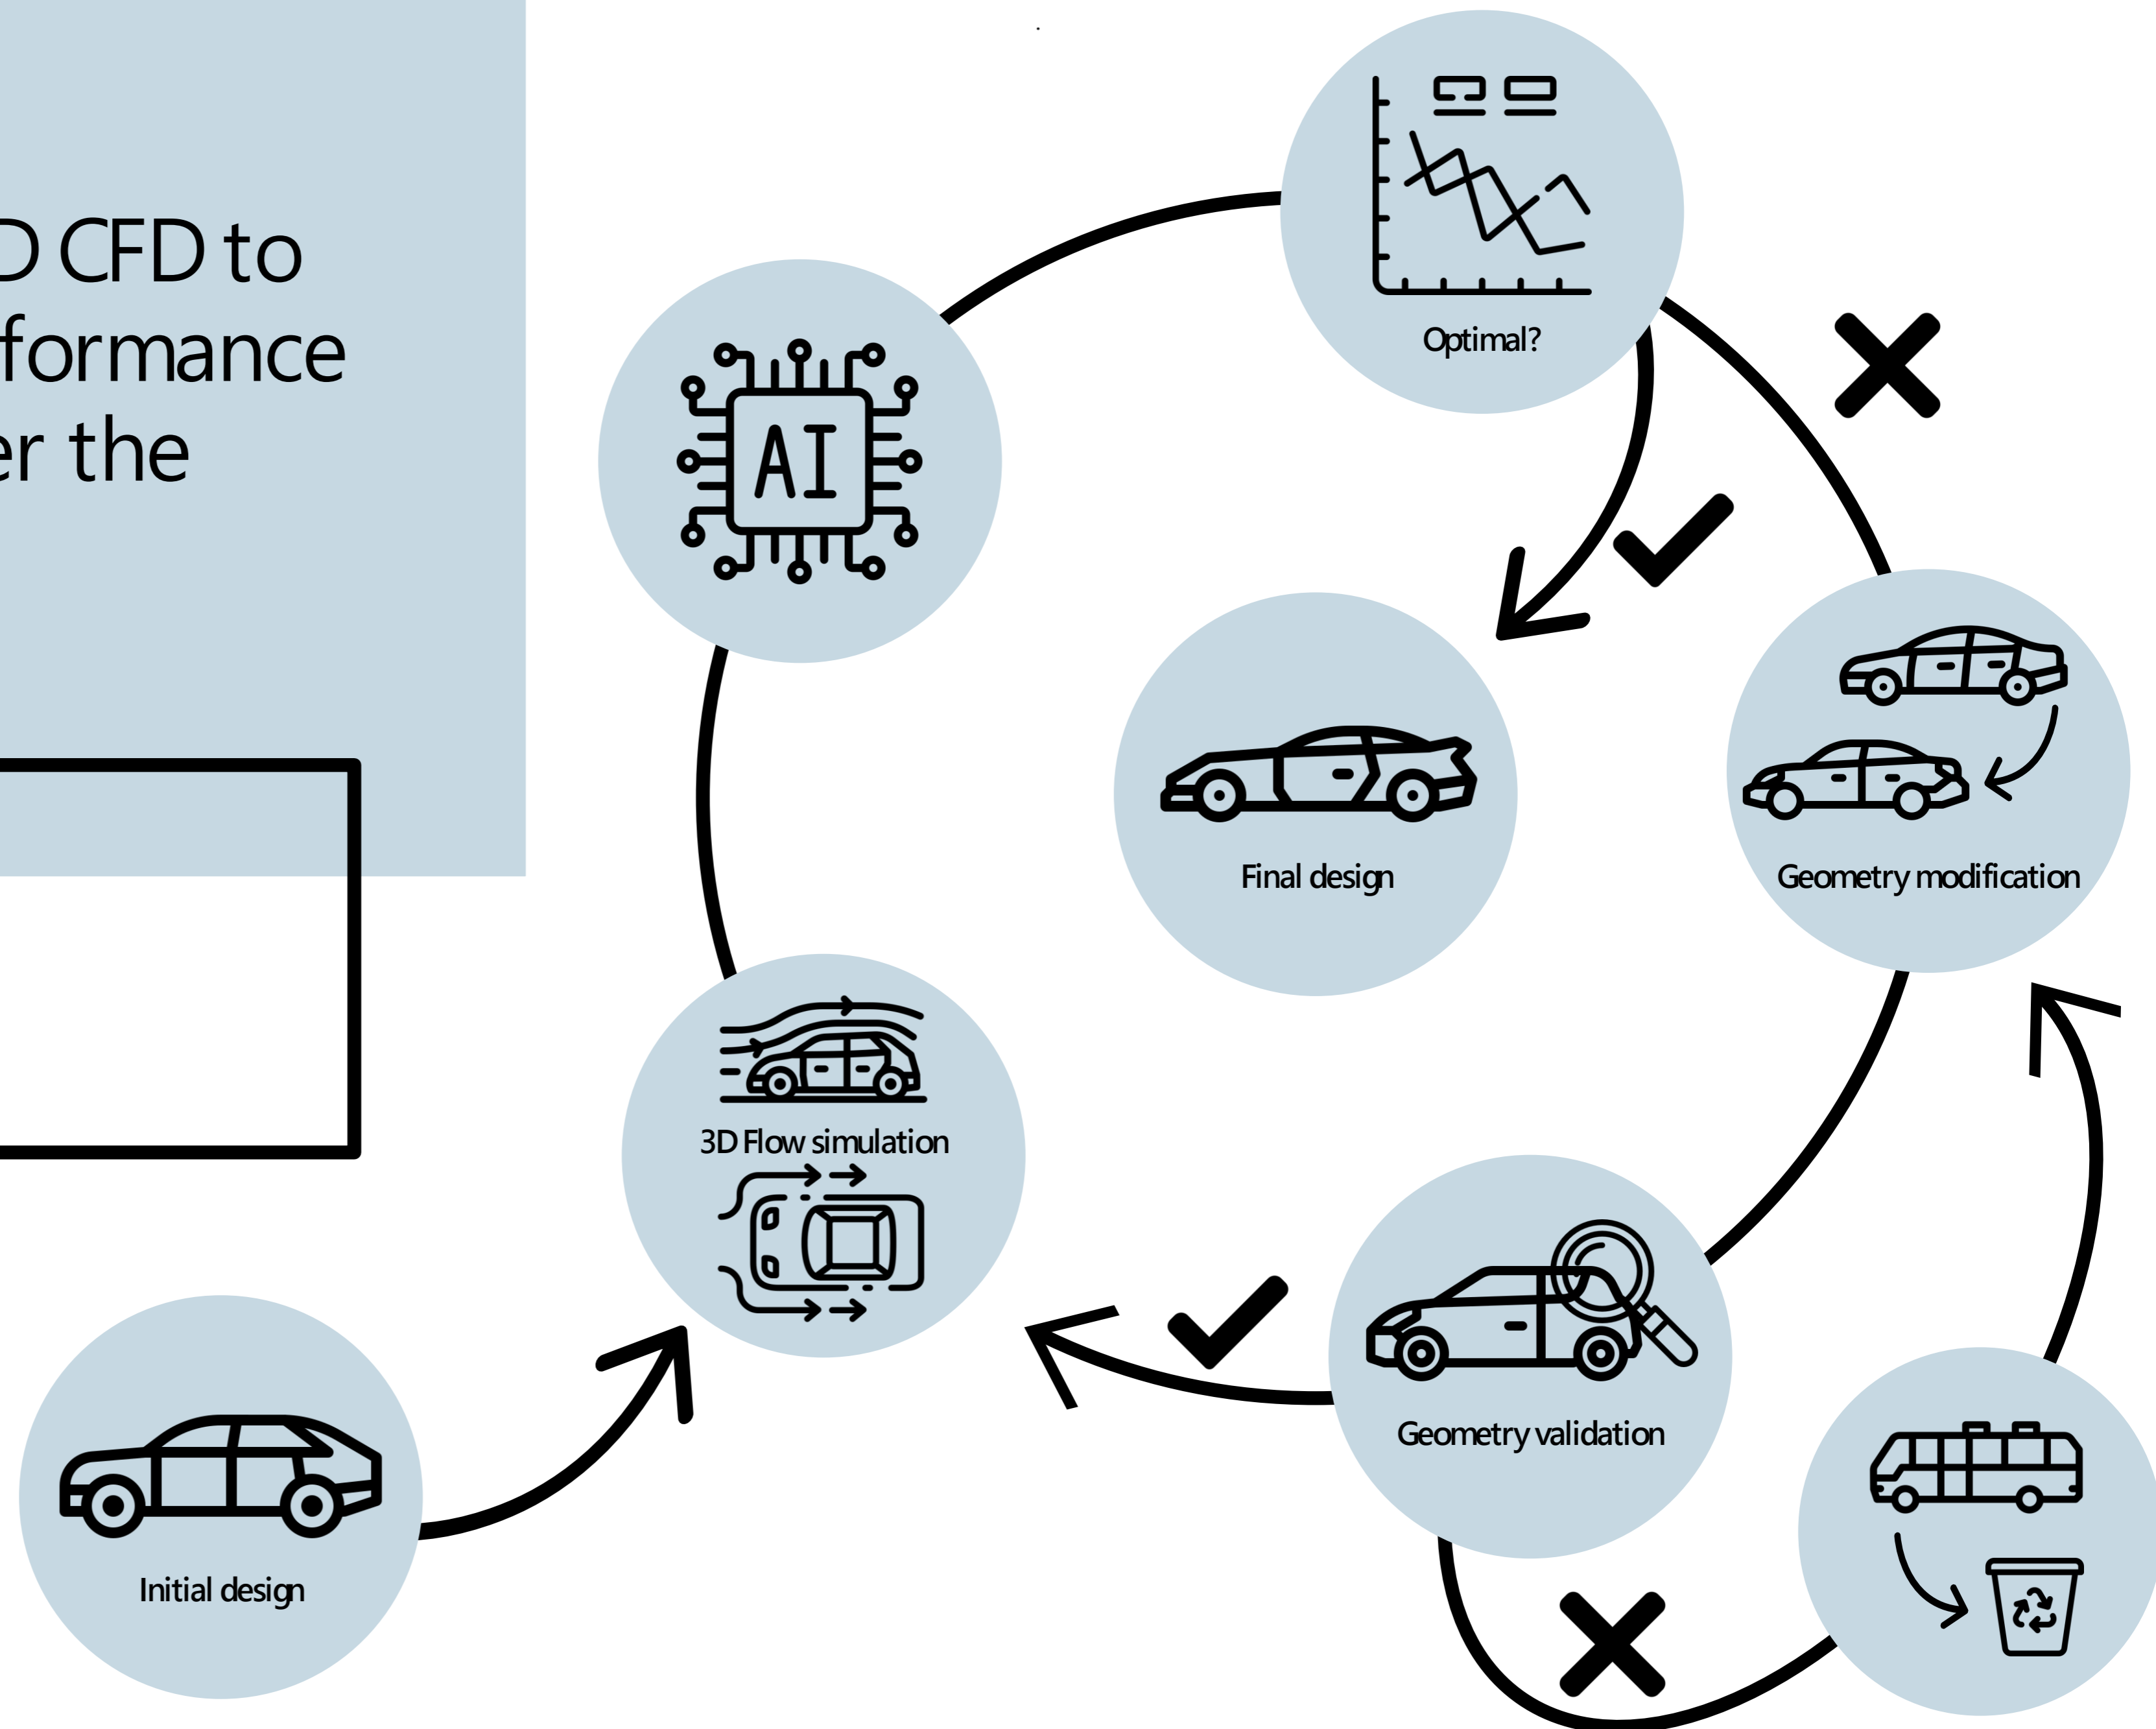 D CFD to
formance
er the
AI
Optimal?
Final design
Geometry modification
3D Flow simulation
Geometry validation
Initial design